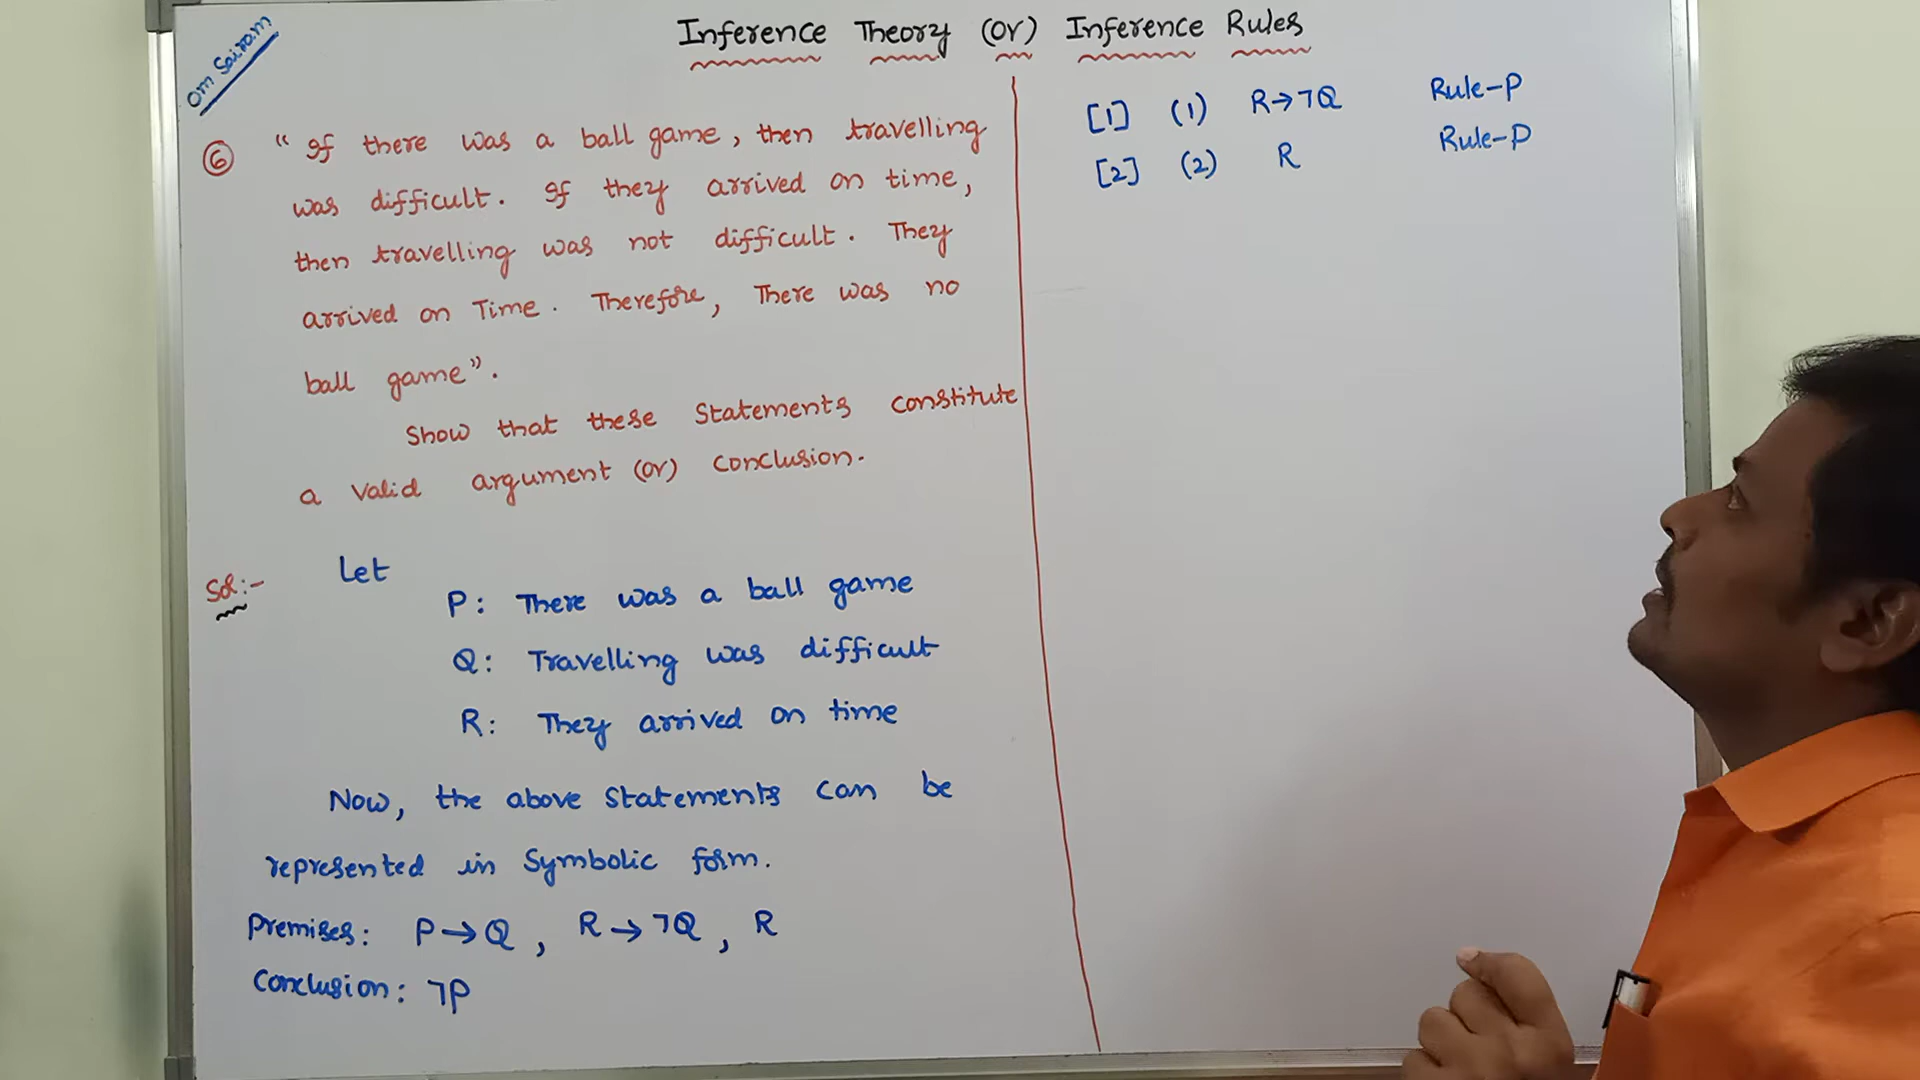 Om Sairam
Inference Theory (or) Inference Rules
⑥ "If there was a ball game, then travelling
was difficult. If they arrived on time,
then travelling was not difficult. They
arrived on Time. Therefore, There was no
ball game".
Show that these Statements constitute
a valid argument (or) conclusion.
Sol:-
Let
P: There was a ball game
Q: Travelling was difficult
R: They arrived on time
Now, the above statements can be
represented in Symbolic form.
Premises: P→Q, R→¬Q, R
Conclusion: ¬P
[1] (1) R→¬Q Rule-P
[2] (2) R Rule-P